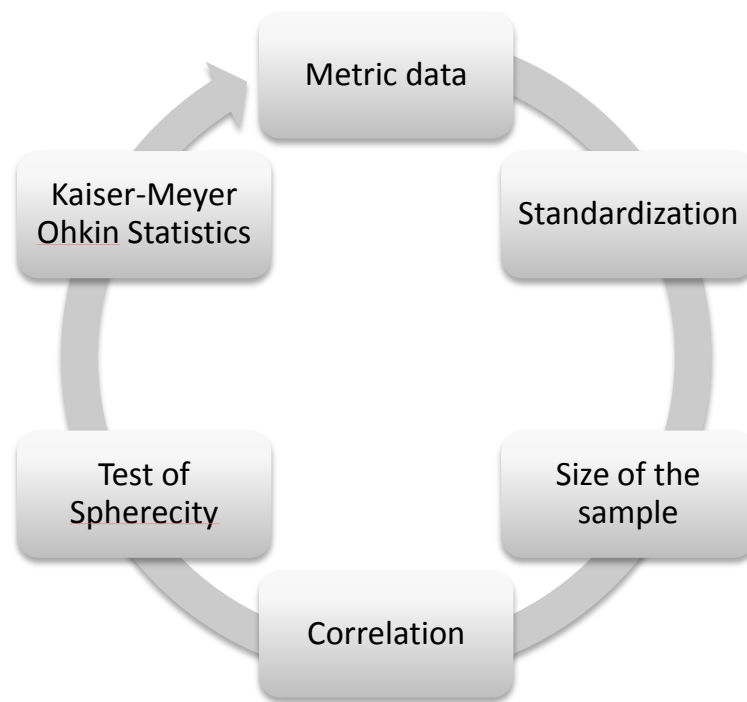 Metric data
Standardization
Size of the
sample
Correlation
Test of
Spherecity
Kaiser-Meyer
Ohkin Statistics